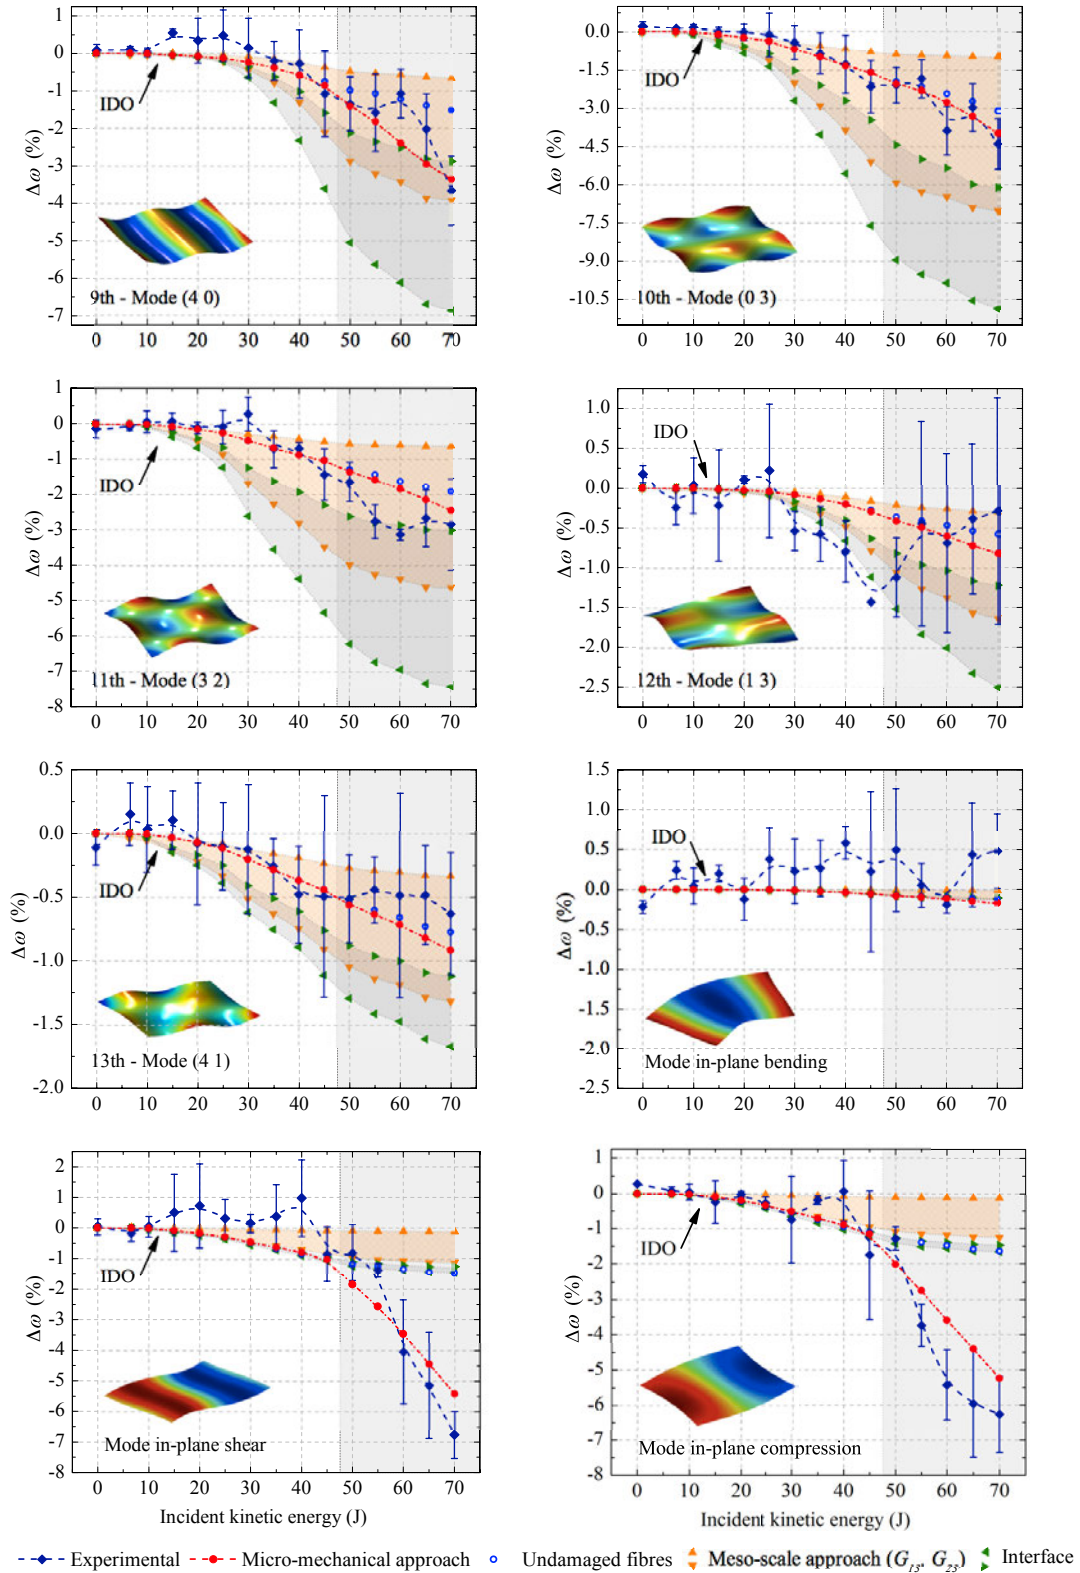 1
0
-1
-2
-3
-4
-5
-6
-7
Δω (%)
IDO
9th - Mode (4 0)
0 10 20 30 40 50 60 70
0.0
-1.5
-3.0
-4.5
-6.0
-7.5
-9.0
-10.5
Δω (%)
IDO
10th - Mode (0 3)
0 10 20 30 40 50 60 70
1
0
-1
-2
-3
-4
-5
-6
-7
-8
Δω (%)
IDO
11th - Mode (3 2)
0 10 20 30 40 50 60 70
1.0
0.5
0.0
-0.5
-1.0
-1.5
-2.0
-2.5
Δω (%)
IDO
12th - Mode (1 3)
0 10 20 30 40 50 60 70
0.5
0.0
-0.5
-1.0
-1.5
-2.0
Δω (%)
IDO
13th - Mode (4 1)
0 10 20 30 40 50 60 70
1.5
1.0
0.5
0.0
-0.5
-1.0
-1.5
-2.0
-2.5
Δω (%)
IDO
Mode in-plane bending
0 10 20 30 40 50 60 70
2
1
0
-1
-2
-3
-4
-5
-6
-7
-8
Δω (%)
IDO
Mode in-plane shear
0 10 20 30 40 50 60 70
Incident kinetic energy (J)
1
0
-1
-2
-3
-4
-5
-6
-7
-8
Δω (%)
IDO
Mode in-plane compression
0 10 20 30 40 50 60 70
Incident kinetic energy (J)
Experimental Micro-mechanical approach Undamaged fibres Meso-scale approach (G13, G23) Interface